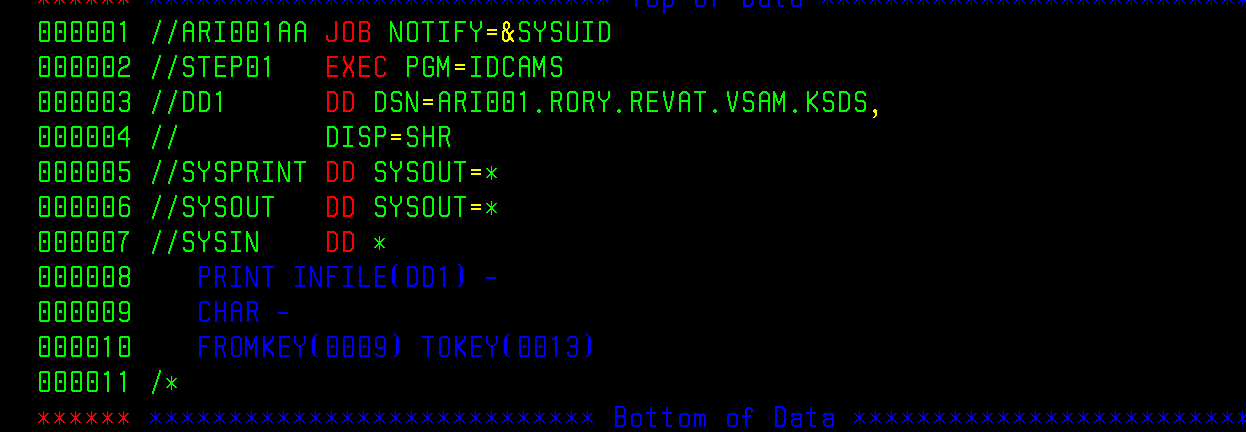 ****** ***************************** Top of Data ******************************
000001 //ARI001AA JOB NOTIFY=&SYSUID
000002 //STEP01   EXEC PGM=IDCAMS
000003 //DD1      DD DSN=ARI001.RORY.REVAT.VSAM.KSDS,
000004 //         DISP=SHR
000005 //SYSPRINT DD SYSOUT=*
000006 //SYSOUT   DD SYSOUT=*
000007 //SYSIN    DD *
000008    PRINT INFILE(DD1) -
000009    CHAR -
000010    FROMKEY(0009) TOKEY(0013)
000011 /*
****** **************************** Bottom of Data *************************